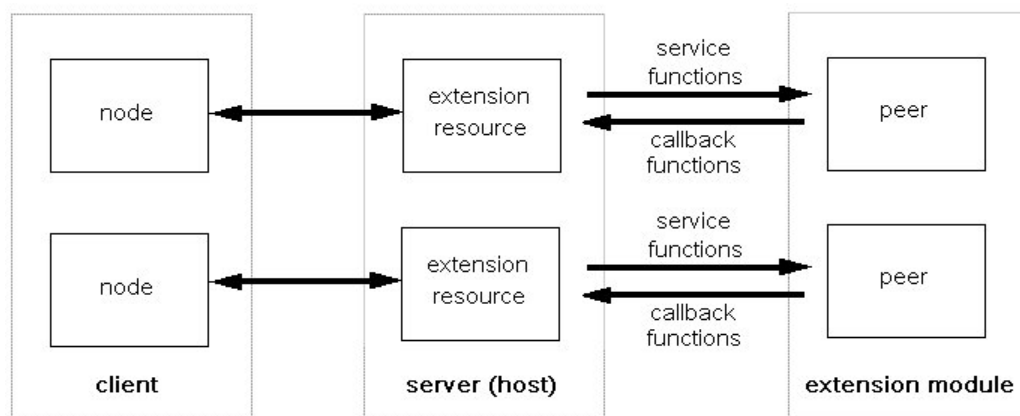 service
functions
node
extension
resource
peer
callback
functions
service
functions
node
extension
resource
peer
callback
functions
client
server (host)
extension module